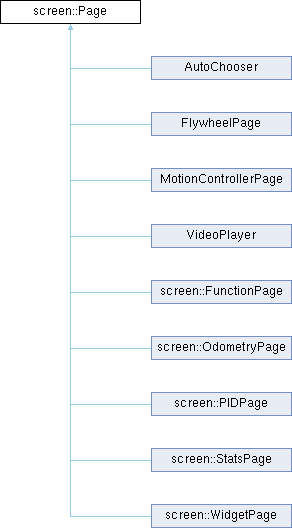 screen::Page
AutoChooser
FlywheelPage
MotionControllerPage
VideoPlayer
screen::FunctionPage
screen::OdometryPage
screen::PIDPage
screen::StatsPage
screen::WidgetPage